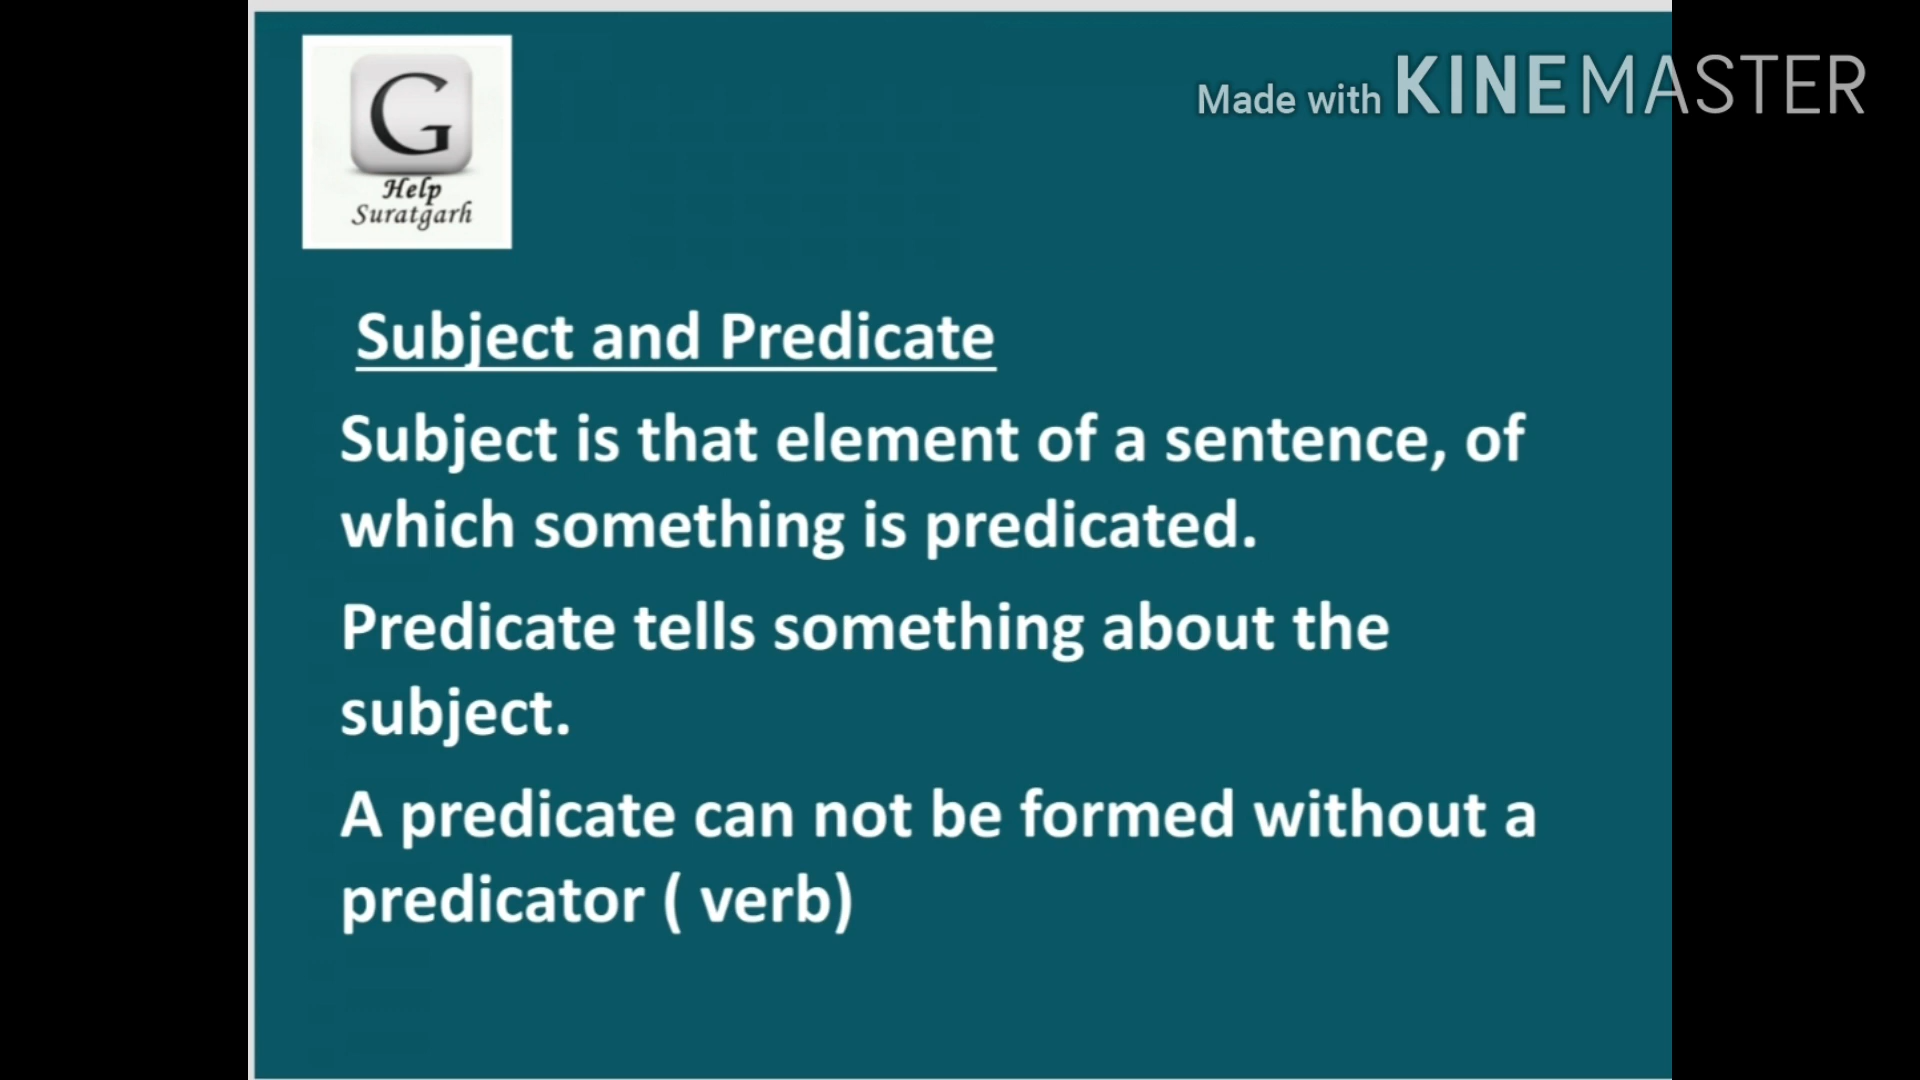 G
Help
Suratgarh
Made with KINEMASTER
Subject and Predicate
Subject is that element of a sentence, of
which something is predicated.
Predicate tells something about the
subject.
A predicate can not be formed without a
predicator ( verb)